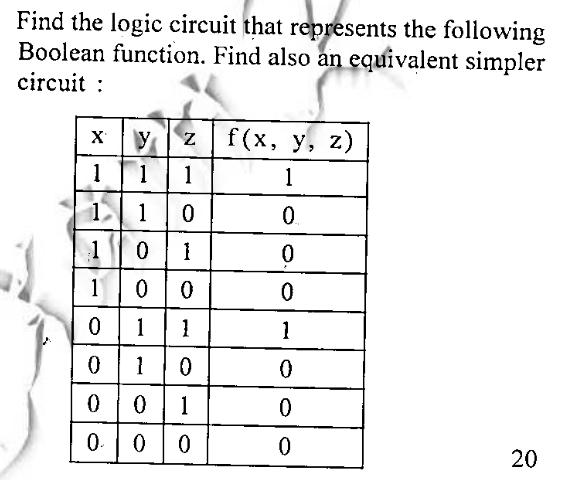 Find the logic circuit that represents the following
Boolean function. Find also an equivalent simpler
circuit :
x y z f(x, y, z)
1 1 1 1
1 1 0 0
1 0 1 0
1 0 0 0
0 1 1 1
0 1 0 0
0 0 1 0
0 0 0 0
20